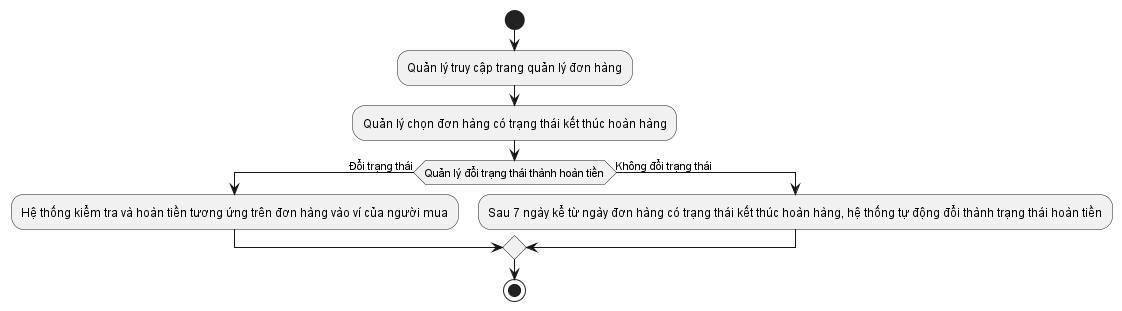 Quản lý truy cập trang quản lý đơn hàng
Quản lý chọn đơn hàng có trạng thái kết thúc hoàn hàng
Đổi trạng thái
Quản lý đổi trạng thái thành hoàn tiền
Không đổi trạng thái
Hệ thống kiểm tra và hoàn tiền tương ứng trên đơn hàng vào ví của người mua
Sau 7 ngày kể từ ngày đơn hàng có trạng thái kết thúc hoàn hàng, hệ thống tự động đổi thành trạng thái hoàn tiền